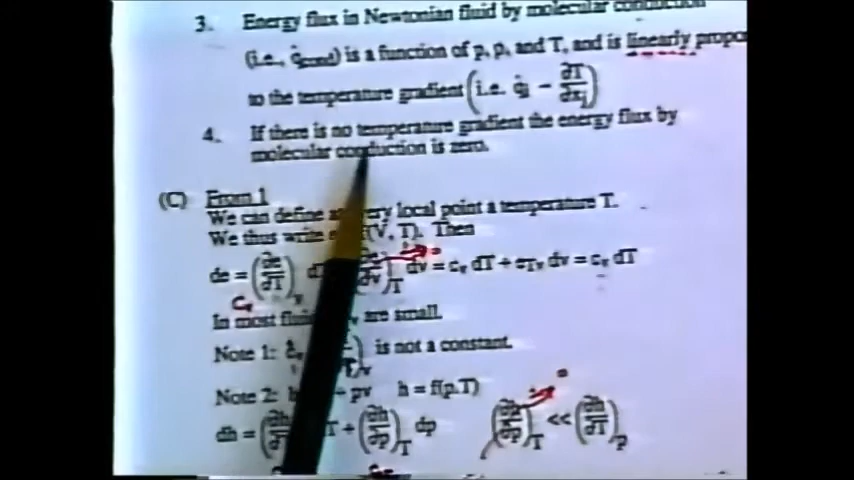 3. Energy flux in Newtonian fluid by molecular conduction
(i.e., q̇cond) is a function of p, ρ, and T, and is linearly
to the temperature gradient (i.e. q̇j ~ ∂T/∂xj)
4. If there is no temperature gradient the energy flux by
molecular conduction is zero.
(C) From 1
We can define at every local point a temperature T.
We thus write f(V, T). Then
de = (∂e/∂T)v (∂e/∂v)T dv = cv dT + eTv dv = cv dT
cv
In most are small.
Note 1: is not a constant.
Note 2: pv h = f(p,T)
dh = T + (∂h/∂p)T dp (∂h/∂p)T << (∂h/∂T)p